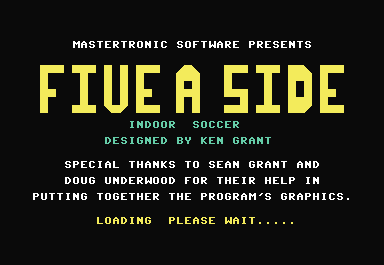 MASTERTRONIC SOFTWARE PRESENTS
FIVE A SIDE
INDOOR SOCCER
DESIGNED BY KEN GRANT
SPECIAL THANKS TO SEAN GRANT AND
DOUG UNDERWOOD FOR THEIR HELP IN
PUTTING TOGETHER THE PROGRAM'S GRAPHICS.
LOADING PLEASE WAIT.....